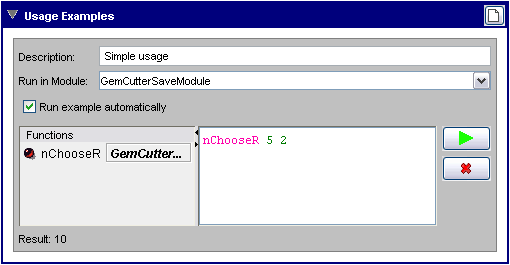 Usage Examples
Description: Simple usage
Run in Module: GemCutterSaveModule
Run example automatically
Functions
nChooseR GemCutter...
nChooseR 5 2
Result: 10